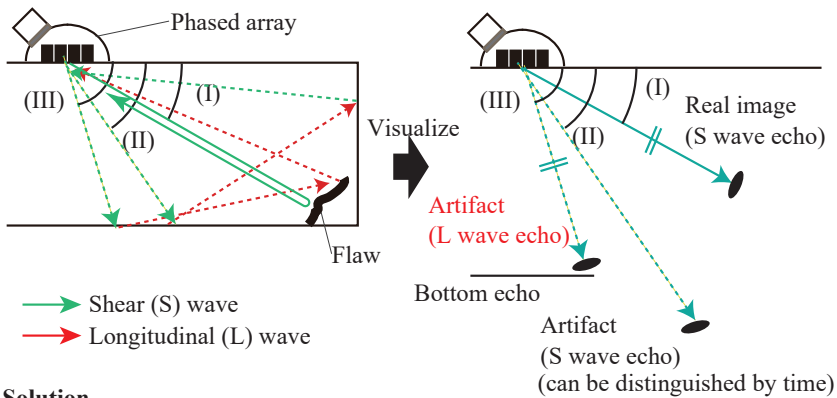 Phased array
(I)
(II)
(III)
Flaw
Shear (S) wave
Longitudinal (L) wave
Visualize
(I)
(II)
(III)
Real image
(S wave echo)
Artifact
(L wave echo)
Bottom echo
Artifact
(S wave echo)
(can be distinguished by time)
Solution